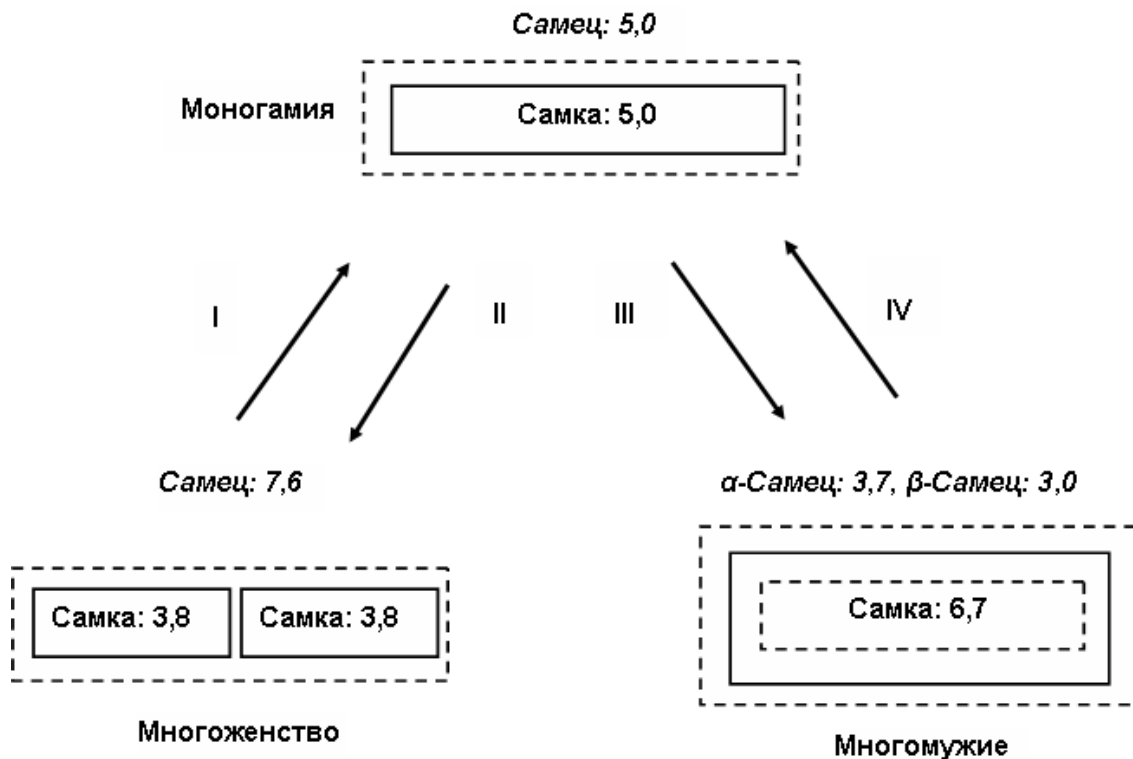 Самец: 5,0
Моногамия
Самка: 5,0
I
II
III
IV
Самец: 7,6
α-Самец: 3,7, β-Самец: 3,0
Самка: 3,8
Самка: 3,8
Самка: 6,7
Многоженство
Многомужие